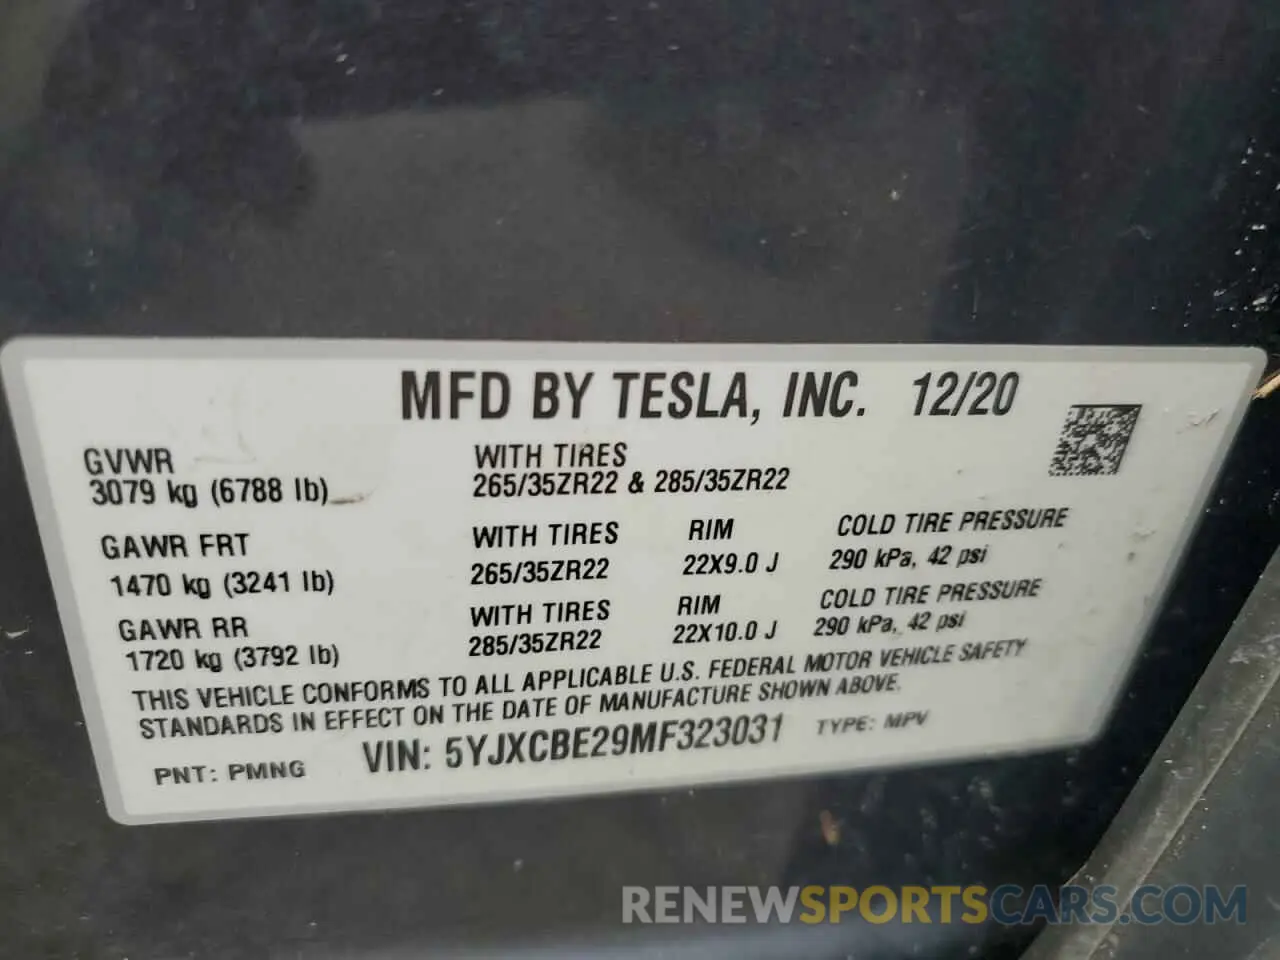 MFD BY TESLA, INC. 12/20
GVWR
3079 kg (6788 lb)
WITH TIRES
265/35ZR22 & 285/35ZR22
GAWR FRT
1470 kg (3241 lb)
WITH TIRES
265/35ZR22
RIM
22X9.0 J
COLD TIRE PRESSURE
290 kPa, 42 psi
GAWR RR
1720 kg (3792 lb)
WITH TIRES
285/35ZR22
RIM
22X10.0 J
COLD TIRE PRESSURE
290 kPa, 42 psi
THIS VEHICLE CONFORMS TO ALL APPLICABLE U.S. FEDERAL MOTOR VEHICLE SAFETY
STANDARDS IN EFFECT ON THE DATE OF MANUFACTURE SHOWN ABOVE.
PNT: PMNG VIN: 5YJXCBE29MF323031 TYPE: MPV
RENEWSPORTSCARS.COM